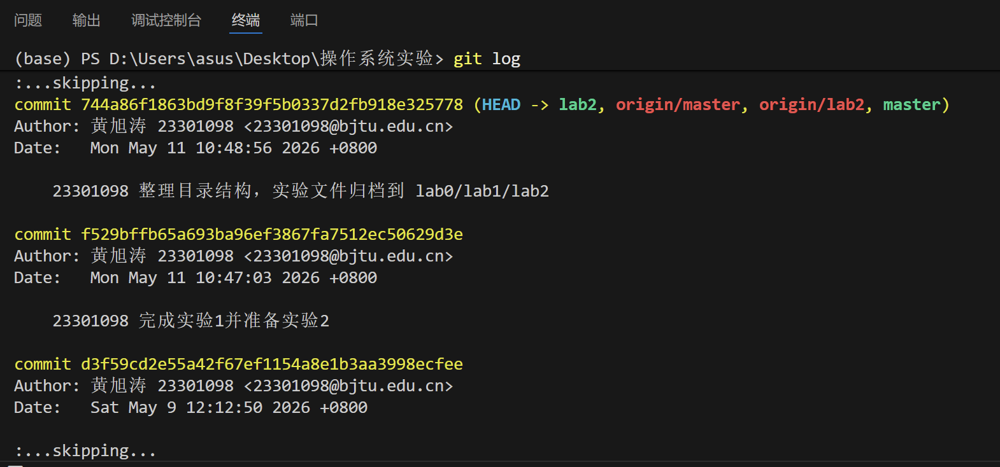 问题 输出 调试控制台 终端 端口
(base) PS D:\Users\asus\Desktop\操作系统实验> git log
:...skipping...
commit 744a86f1863bd9f8f39f5b0337d2fb918e325778 (HEAD -> lab2, origin/master, origin/lab2, master)
Author: 黄旭涛 23301098 <23301098@bjtu.edu.cn>
Date:   Mon May 11 10:48:56 2026 +0800
    23301098 整理目录结构，实验文件归档到 lab0/lab1/lab2
commit f529bffb65a693ba96ef3867fa7512ec50629d3e
Author: 黄旭涛 23301098 <23301098@bjtu.edu.cn>
Date:   Mon May 11 10:47:03 2026 +0800
    23301098 完成实验1并准备实验2
commit d3f59cd2e55a42f67ef1154a8e1b3aa3998ecfee
Author: 黄旭涛 23301098 <23301098@bjtu.edu.cn>
Date:   Sat May 9 12:12:50 2026 +0800
:...skipping...